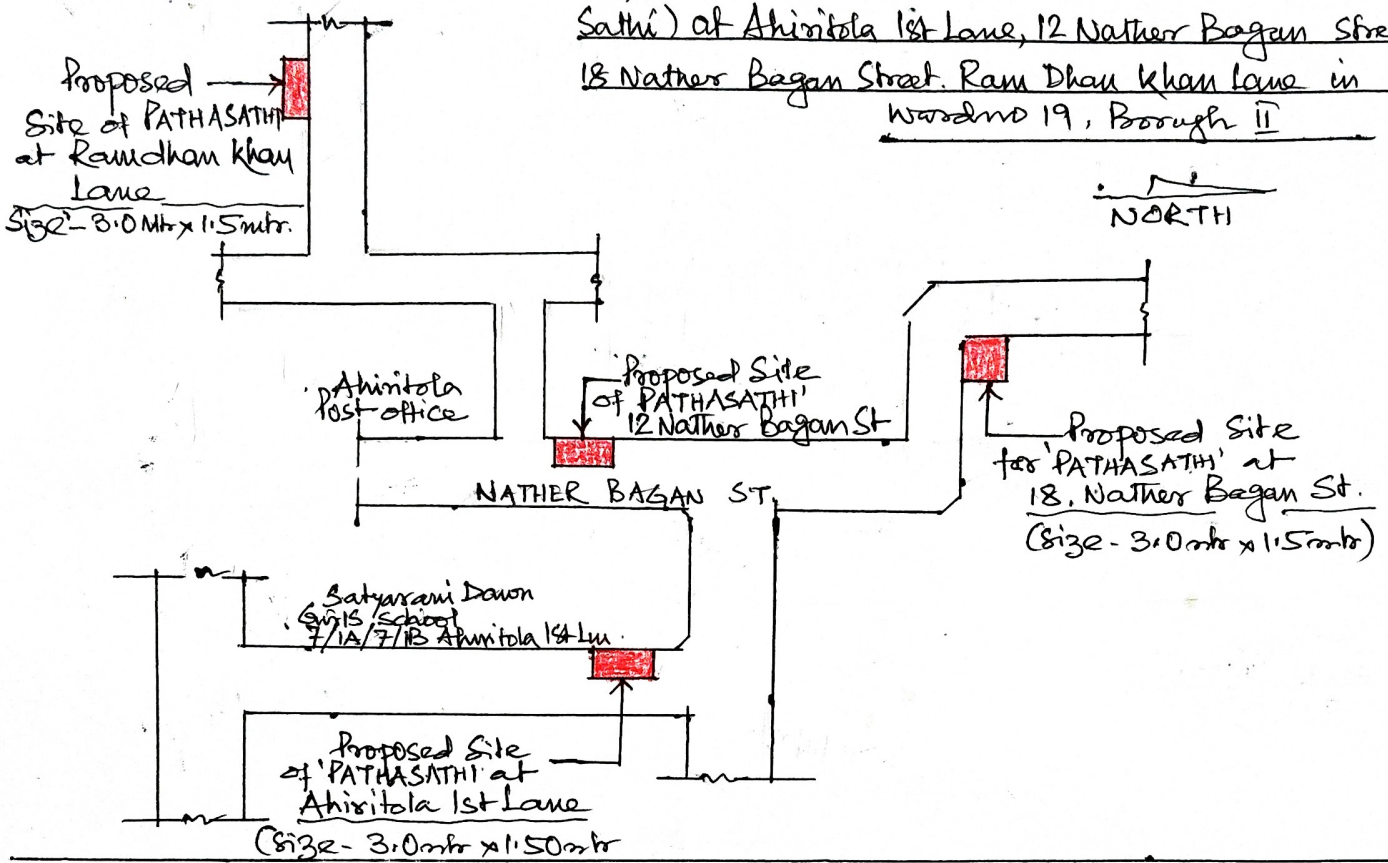 Sathi) at Ahiritola 1st Lane, 12 Nather Bagan Stre
18 Nather Bagan Street. Ram Dhan Khan Lane in
Wardno 19, Borough II
NORTH
Proposed
Site of PATHASATHI
at Ramdhan Khan
Lane
Size - 3.0 Mtr x 1.5 mtr.
Ahiritola
Post office
Proposed Site
of 'PATHASATHI'
12 Nather Bagan St
NATHER BAGAN ST.
Proposed Site
for 'PATHASATHI' at
18, Nather Bagan St.
(Size - 3.0 mtr x 1.5 mtr)
Satyarani Dawn
Girls School
7/1A/7/1B Ahiritola 1st Ln.
Proposed Site
of 'PATHASATHI' at
Ahiritola 1st Lane
(Size - 3.0 mtr x 1.50 mtr